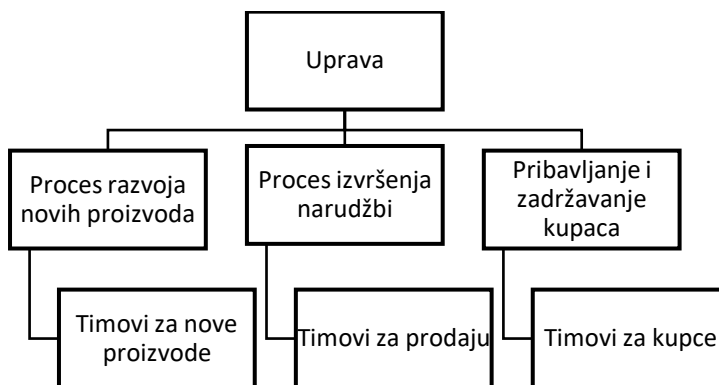 Uprava
Proces razvoja
novih proizvoda
Proces izvršenja
narudžbi
Pribavljanje i
zadržavanje
kupaca
Timovi za nove
proizvode
Timovi za prodaju
Timovi za kupce